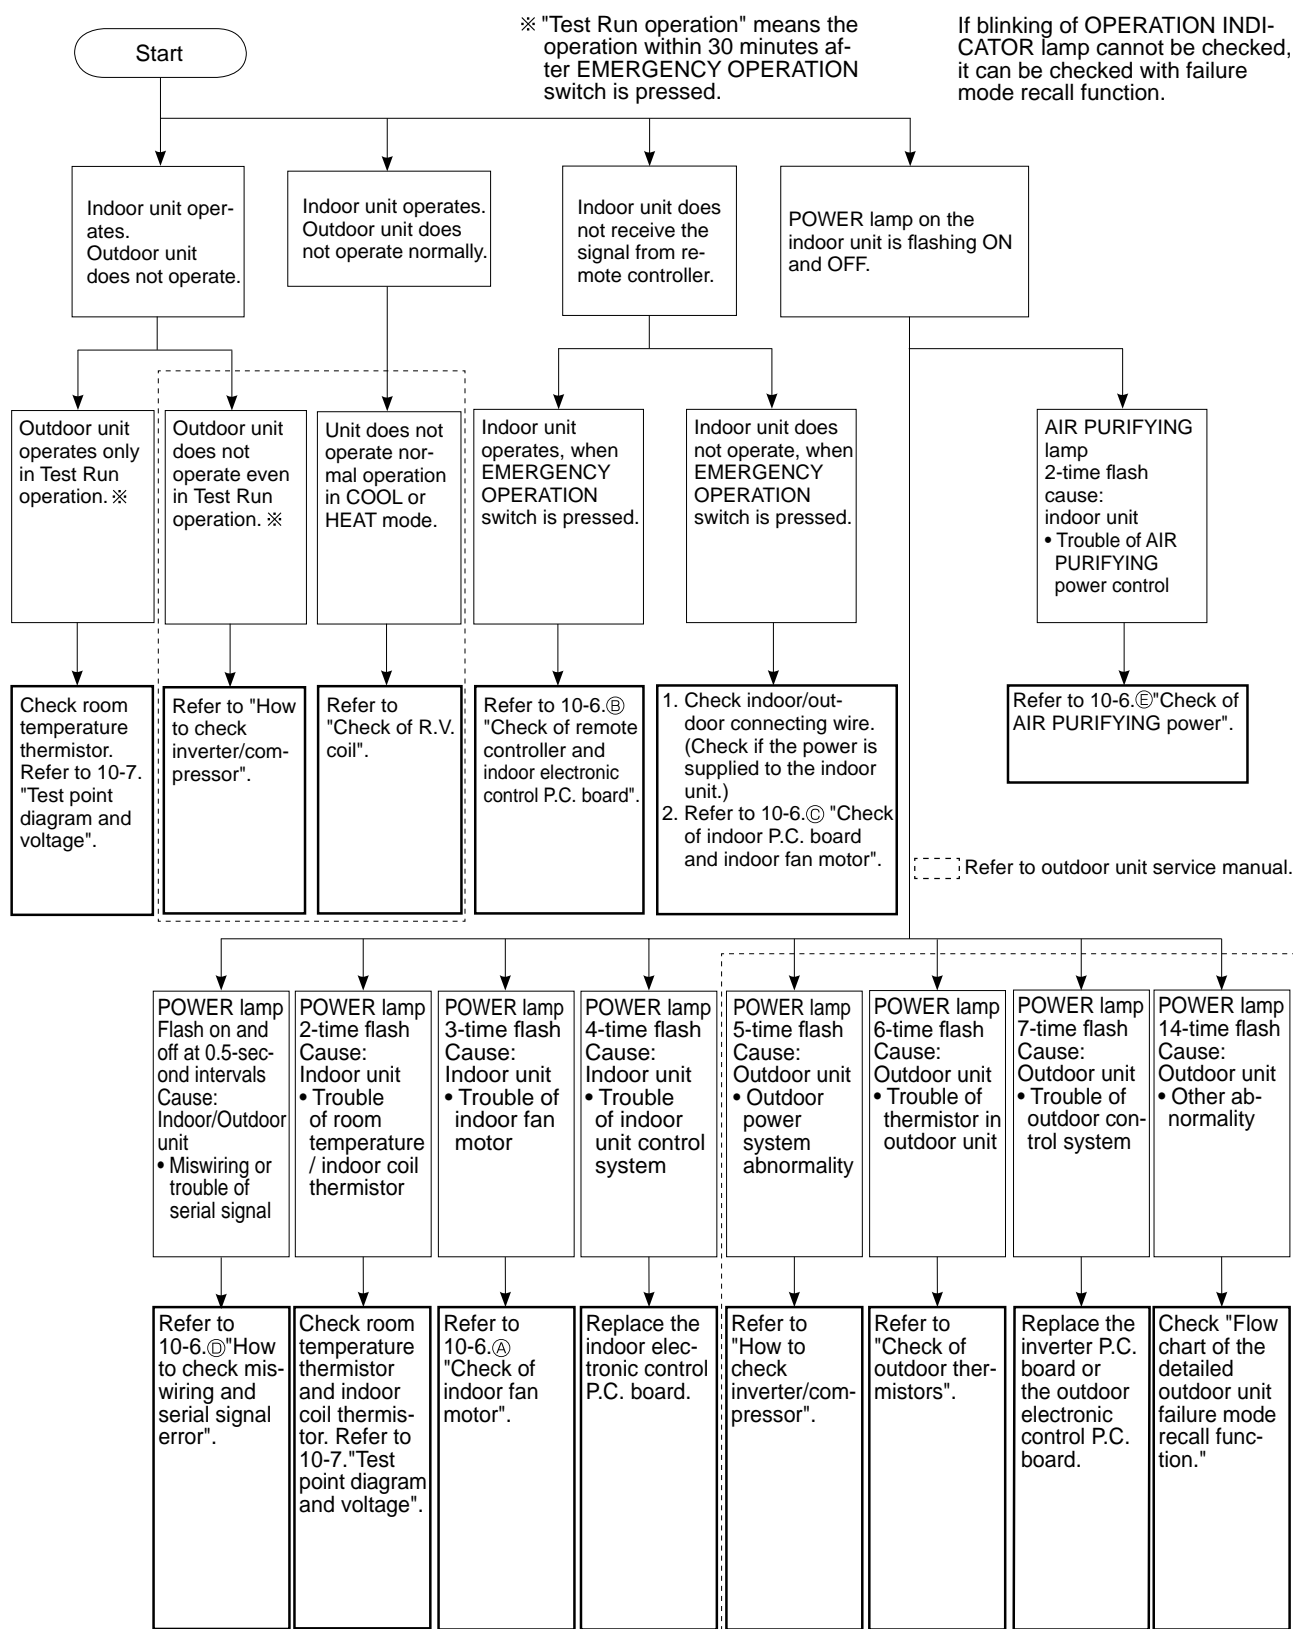 Start
※ "Test Run operation" means the
operation within 30 minutes af-
ter EMERGENCY OPERATION
switch is pressed.
If blinking of OPERATION INDI-
CATOR lamp cannot be checked,
it can be checked with failure
mode recall function.
Indoor unit oper-
ates.
Outdoor unit
does not operate.
Indoor unit operates.
Outdoor unit does
not operate normally.
Indoor unit does
not receive the
signal from re-
mote controller.
POWER lamp on the
indoor unit is flashing ON
and OFF.
Outdoor unit
operates only
in Test Run
operation. ※
Outdoor unit
does not
operate even
in Test Run
operation. ※
Unit does not
operate nor-
mal operation
in COOL or
HEAT mode.
Indoor unit
operates, when
EMERGENCY
OPERATION
switch is pressed.
Indoor unit does
not operate, when
EMERGENCY
OPERATION
switch is pressed.
AIR PURIFYING
lamp
2-time flash
cause:
indoor unit
• Trouble of AIR
PURIFYING
power control
Check room
temperature
thermistor.
Refer to 10-7.
"Test point
diagram and
voltage".
Refer to "How
to check
inverter/com-
pressor".
Refer to
"Check of R.V.
coil".
Refer to 10-6.Ⓑ
"Check of remote
controller and
indoor electronic
control P.C. board".
1. Check indoor/out-
door connecting wire.
(Check if the power is
supplied to the indoor
unit.)
2. Refer to 10-6.Ⓒ "Check
of indoor P.C. board
and indoor fan motor".
Refer to 10-6.Ⓔ"Check of
AIR PURIFYING power".
Refer to outdoor unit service manual.
POWER lamp
Flash on and
off at 0.5-sec-
ond intervals
Cause:
Indoor/Outdoor
unit
• Miswiring or
trouble of
serial signal
POWER lamp
2-time flash
Cause:
Indoor unit
• Trouble
of room
temperature
/ indoor coil
thermistor
POWER lamp
3-time flash
Cause:
Indoor unit
• Trouble of
indoor fan
motor
POWER lamp
4-time flash
Cause:
Indoor unit
• Trouble
of indoor
unit control
system
POWER lamp
5-time flash
Cause:
Outdoor unit
• Outdoor
power
system
abnormality
POWER lamp
6-time flash
Cause:
Outdoor unit
• Trouble of
thermistor in
outdoor unit
POWER lamp
7-time flash
Cause:
Outdoor unit
• Trouble of
outdoor con-
trol system
POWER lamp
14-time flash
Cause:
Outdoor unit
• Other ab-
normality
Refer to
10-6.Ⓓ"How
to check mis-
wiring and
serial signal
error".
Check room
temperature
thermistor
and indoor
coil thermis-
tor. Refer to
10-7."Test
point diagram
and voltage".
Refer to
10-6.Ⓐ
"Check of
indoor fan
motor".
Replace the
indoor elec-
tronic control
P.C. board.
Refer to
"How to
check
inverter/com-
pressor".
Refer to
"Check of
outdoor ther-
mistors".
Replace the
inverter P.C.
board or
the outdoor
electronic
control P.C.
board.
Check "Flow
chart of the
detailed
outdoor unit
failure mode
recall func-
tion."